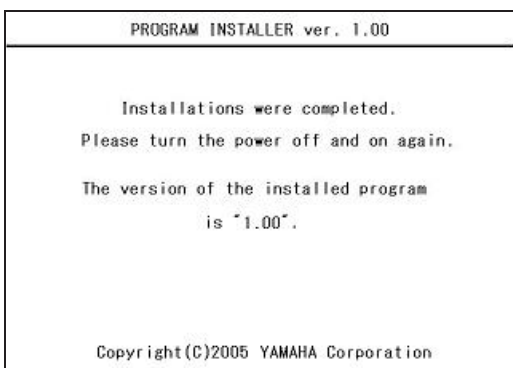 PROGRAM INSTALLER ver. 1.00
Installations were completed.
Please turn the power off and on again.
The version of the installed program
is "1.00".
Copyright(C)2005 YAMAHA Corporation